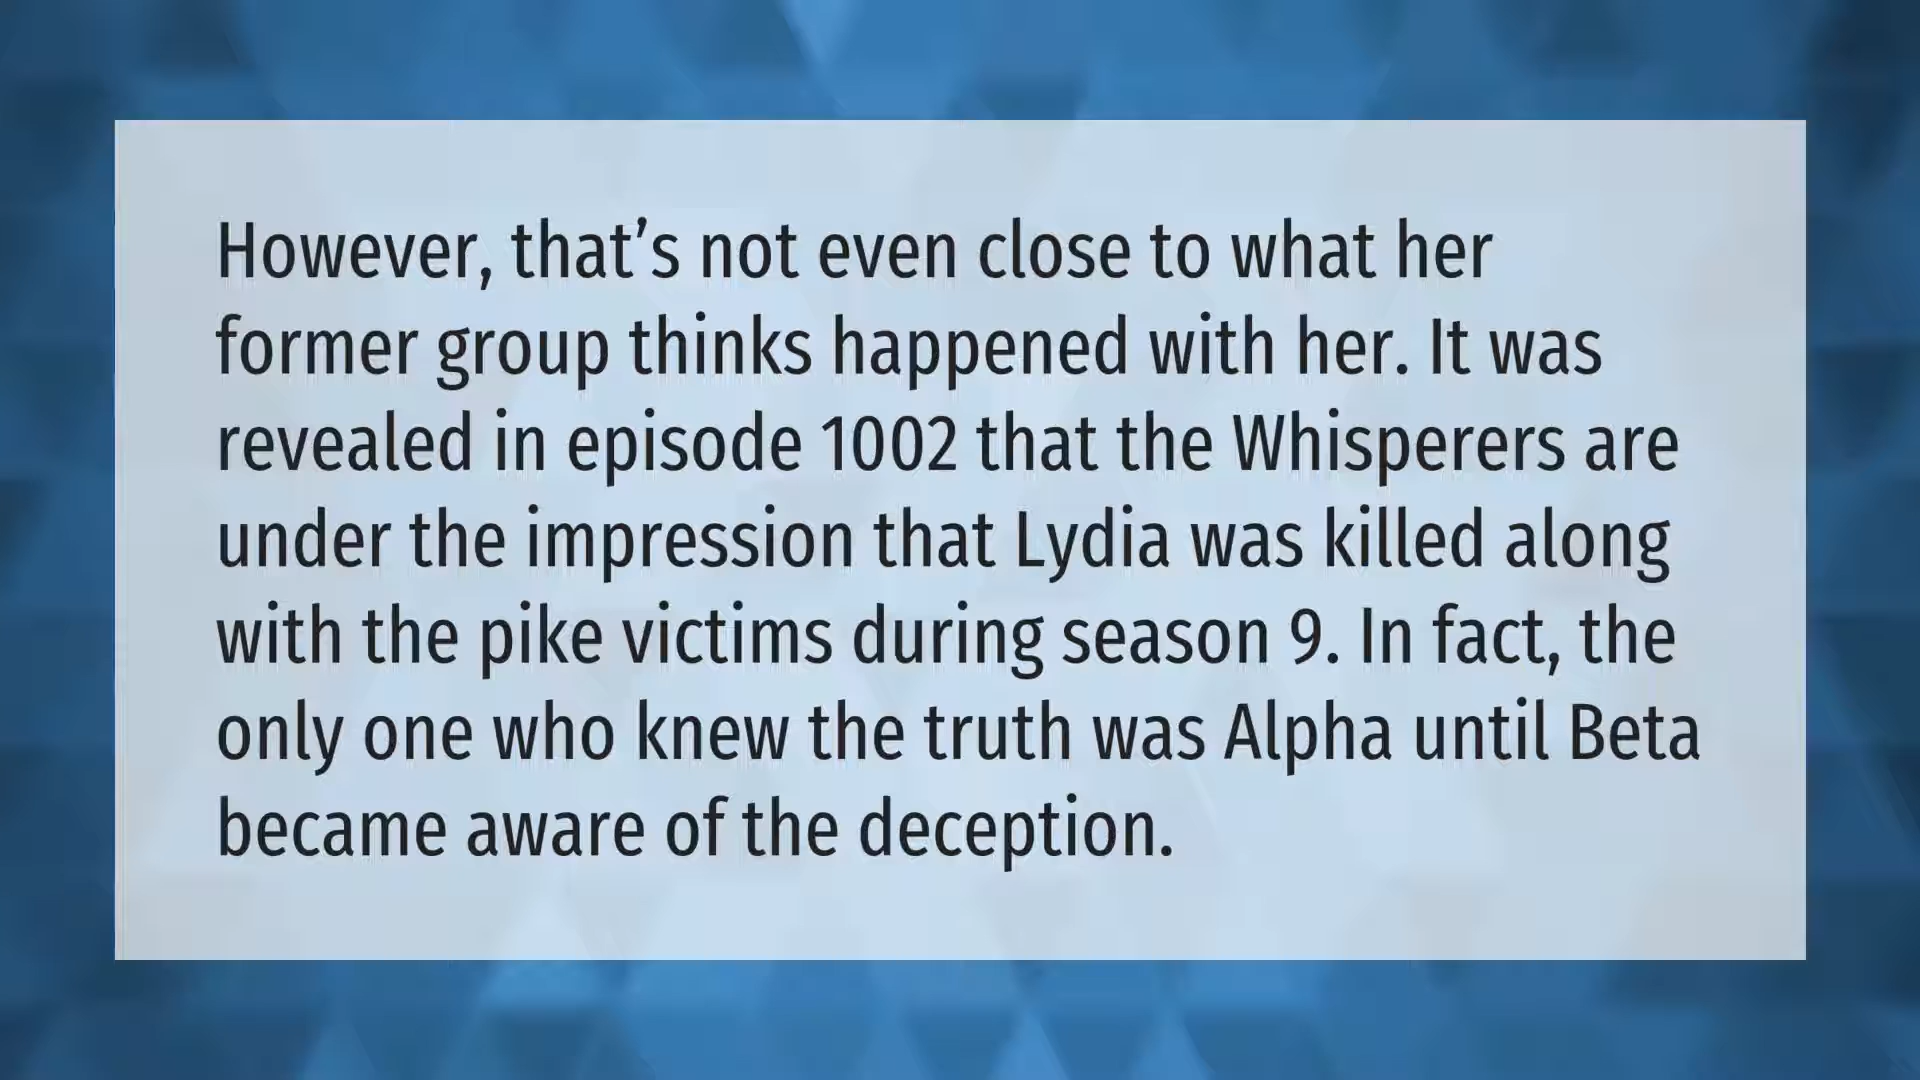 However, that’s not even close to what her
former group thinks happened with her. It was
revealed in episode 1002 that the Whisperers are
under the impression that Lydia was killed along
with the pike victims during season 9. In fact, the
only one who knew the truth was Alpha until Beta
became aware of the deception.